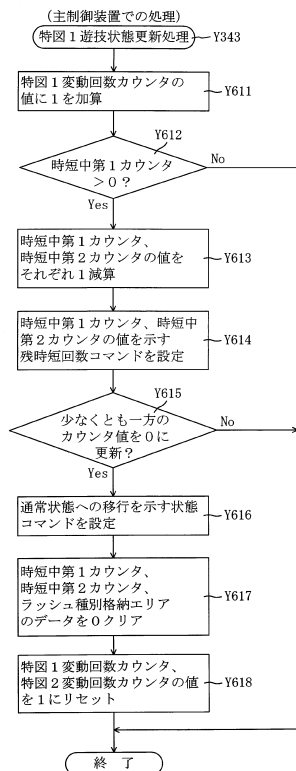 (主制御装置での処理)
特図1遊技状態更新処理
Y343
特図1変動回数カウンタの
値に1を加算
Y611
Y612
時短中第1カウンタ
>0?
No
Yes
時短中第1カウンタ、
時短中第2カウンタの値を
それぞれ1減算
Y613
時短中第1カウンタ、時短中
第2カウンタの値を示す
残時短回数コマンドを設定
Y614
Y615
少なくとも一方の
カウンタ値を0に
更新?
No
Yes
通常状態への移行を示す状態
コマンドを設定
Y616
時短中第1カウンタ、
時短中第2カウンタ、
ラッシュ種別格納エリア
のデータを0クリア
Y617
特図1変動回数カウンタ、
特図2変動回数カウンタの値
を1にリセット
Y618
終 了